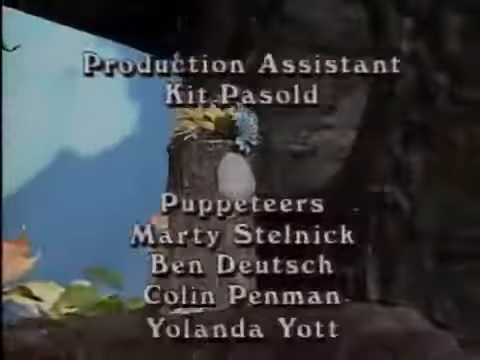 Production Assistant
Kit Pasold
Puppeteers
Marty Stelnick
Ben Deutsch
Colin Penman
Yolanda Yott